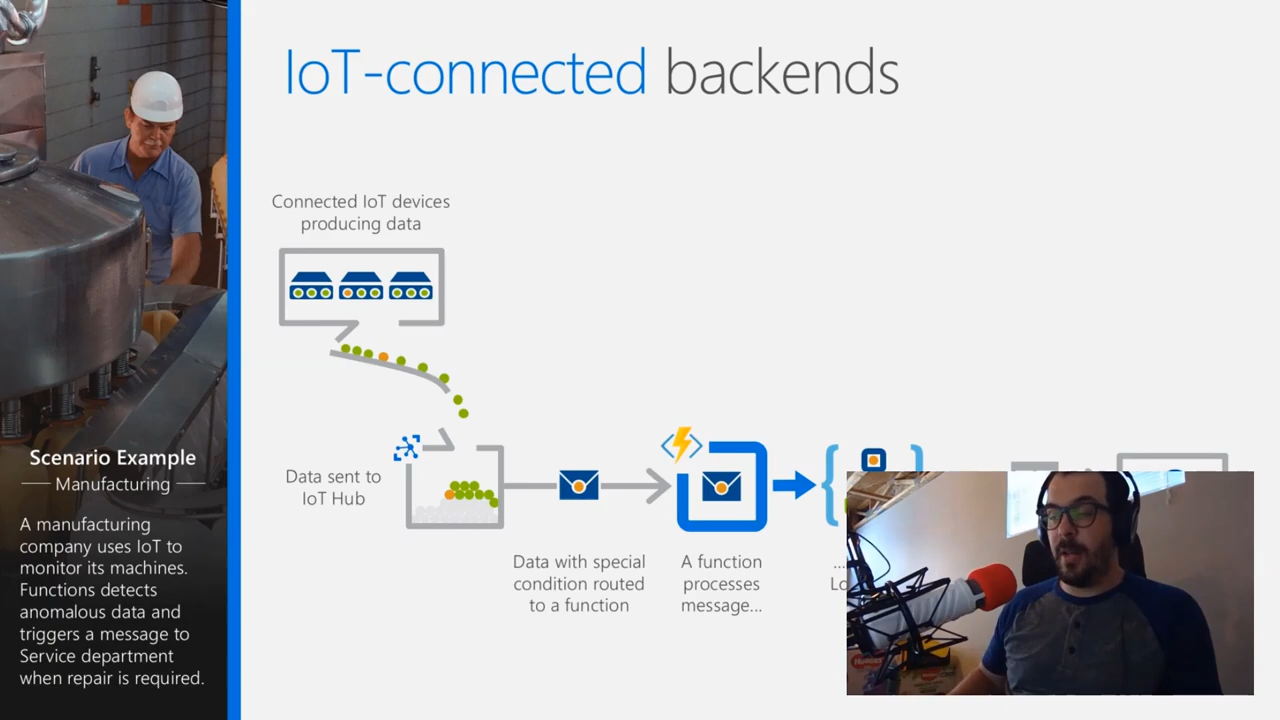 IoT-connected backends
Connected IoT devices
producing data
Data sent to
IoT Hub
Data with special
condition routed
to a function
A function
processes
message...
...
Lo
Scenario Example
Manufacturing
A manufacturing
company uses IoT to
monitor its machines.
Functions detects
anomalous data and
triggers a message to
Service department
when repair is required.
HUGGIES